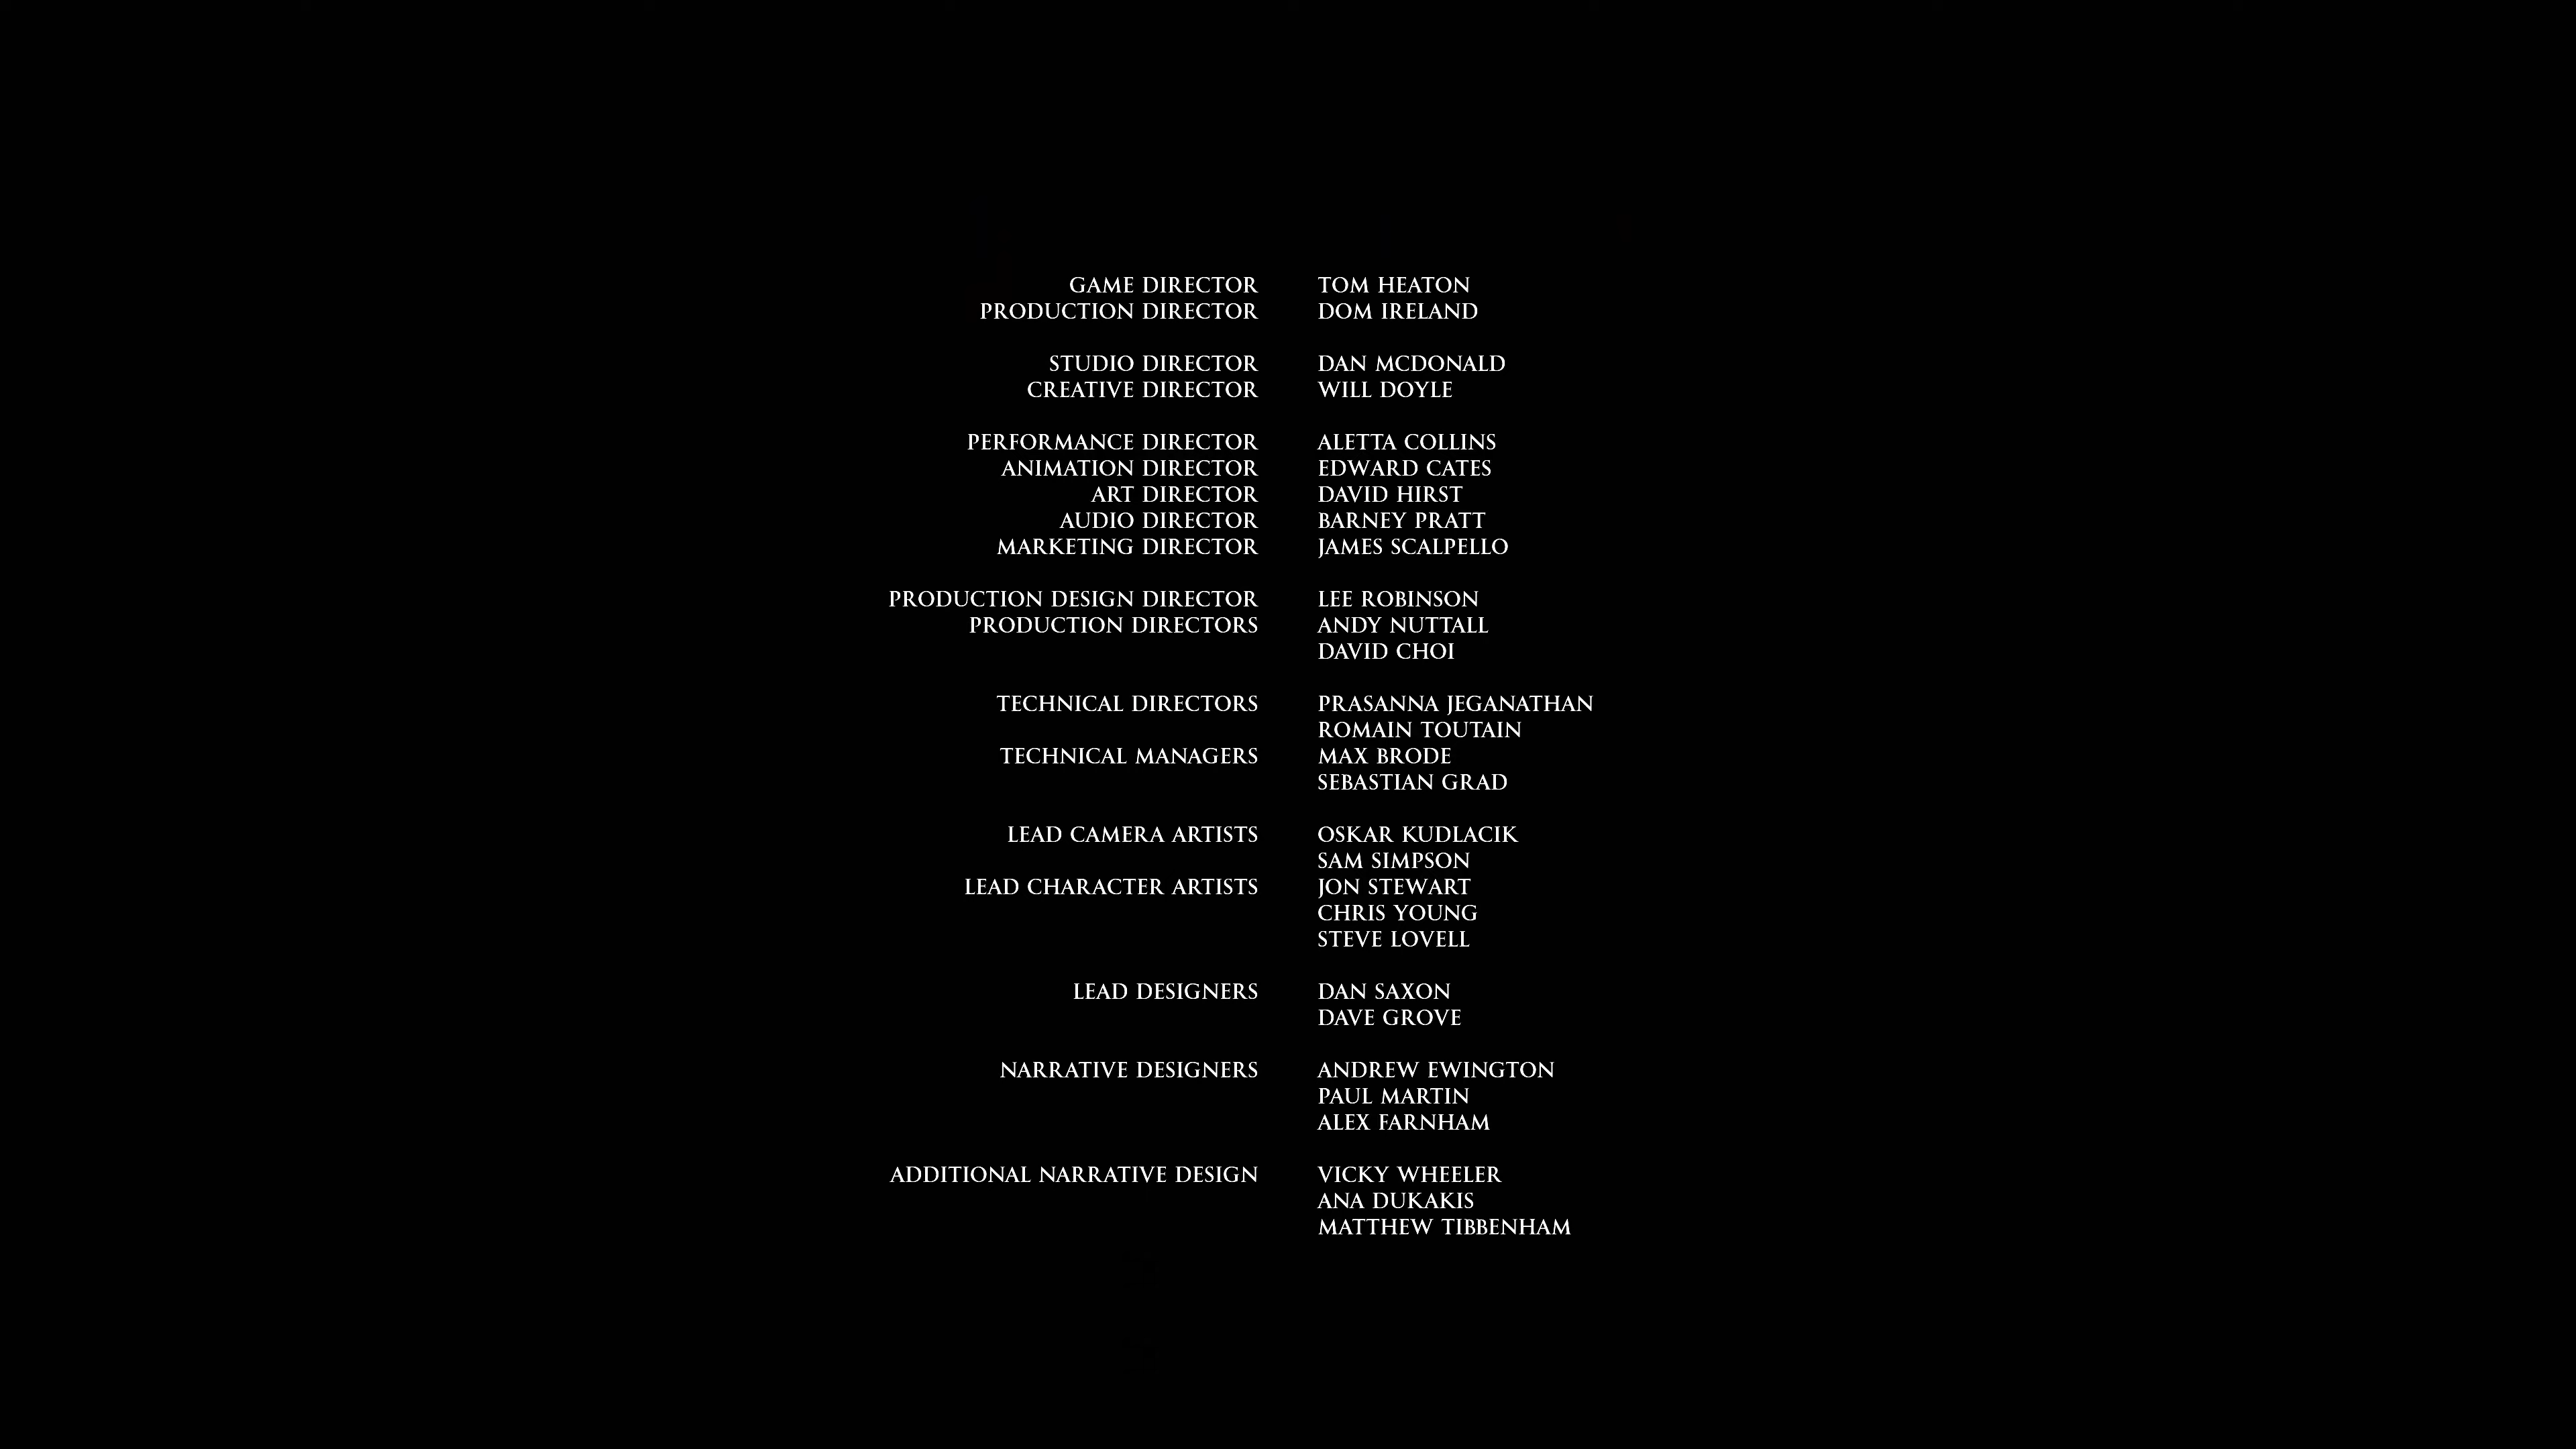 GAME DIRECTOR TOM HEATON
PRODUCTION DIRECTOR DOM IRELAND
STUDIO DIRECTOR DAN MCDONALD
CREATIVE DIRECTOR WILL DOYLE
PERFORMANCE DIRECTOR ALETTA COLLINS
ANIMATION DIRECTOR EDWARD CATES
ART DIRECTOR DAVID HIRST
AUDIO DIRECTOR BARNEY PRATT
MARKETING DIRECTOR JAMES SCALPELLO
PRODUCTION DESIGN DIRECTOR LEE ROBINSON
PRODUCTION DIRECTORS ANDY NUTTALL
DAVID CHOI
TECHNICAL DIRECTORS PRASANNA JEGANATHAN
ROMAIN TOUTAIN
TECHNICAL MANAGERS MAX BRODE
SEBASTIAN GRAD
LEAD CAMERA ARTISTS OSKAR KUDLACIK
SAM SIMPSON
LEAD CHARACTER ARTISTS JON STEWART
CHRIS YOUNG
STEVE LOVELL
LEAD DESIGNERS DAN SAXON
DAVE GROVE
NARRATIVE DESIGNERS ANDREW EWINGTON
PAUL MARTIN
ALEX FARNHAM
ADDITIONAL NARRATIVE DESIGN VICKY WHEELER
ANA DUKAKIS
MATTHEW TIBBENHAM